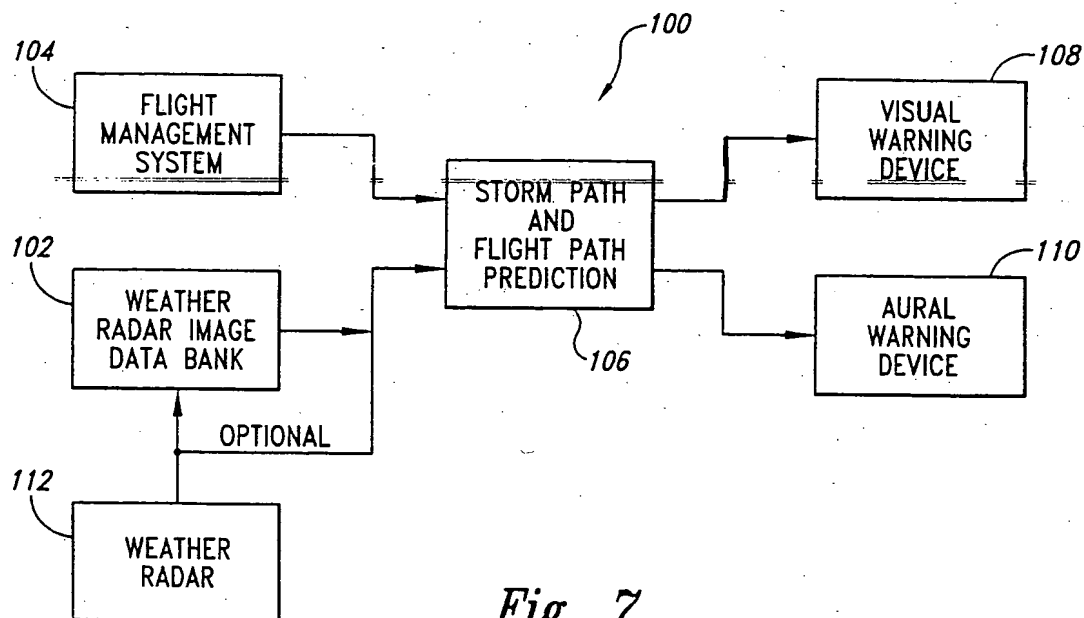 100
104
FLIGHT
MANAGEMENT
SYSTEM
108
VISUAL
WARNING
DEVICE
STORM PATH
AND
FLIGHT PATH
PREDICTION
106
102
WEATHER
RADAR IMAGE
DATA BANK
110
AURAL
WARNING
DEVICE
OPTIONAL
112
WEATHER
RADAR
Fig. 7